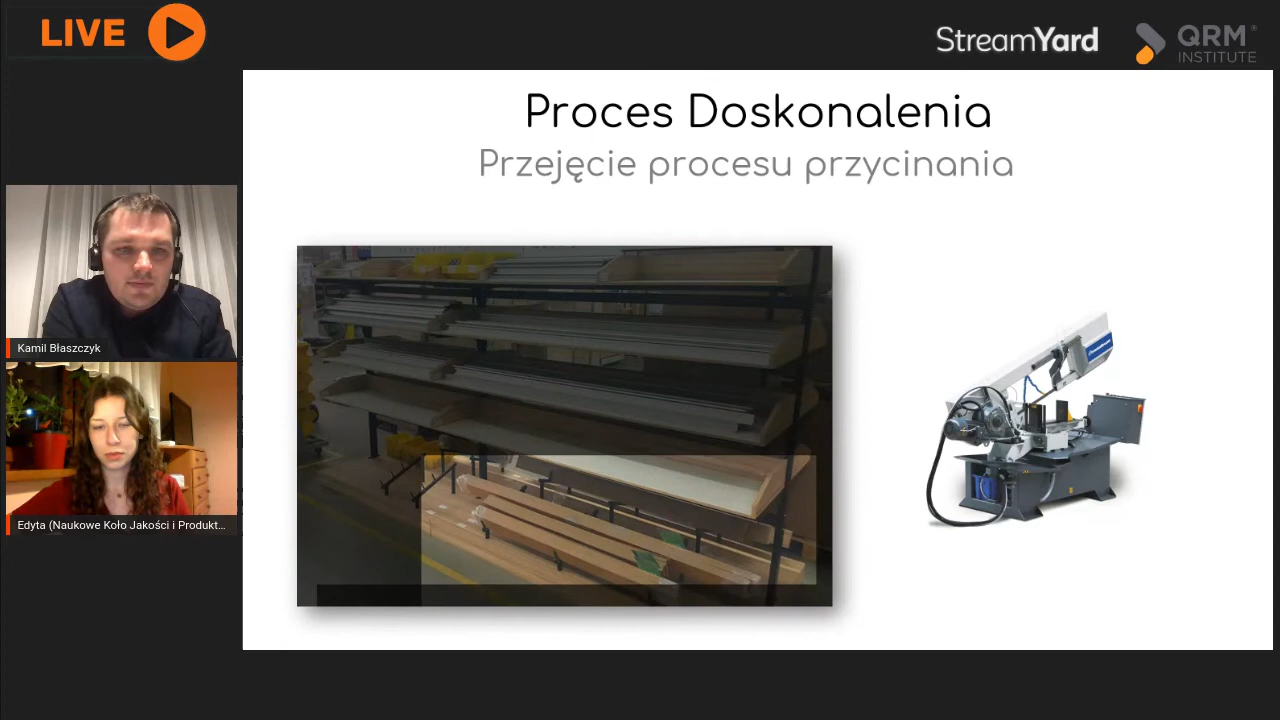 LIVE
StreamYard
QRM®
INSTITUTE
Proces Doskonalenia
Przejęcie procesu przycinania
Kamil Błaszczyk
Edyta (Naukowe Koło Jakości i Produkt...